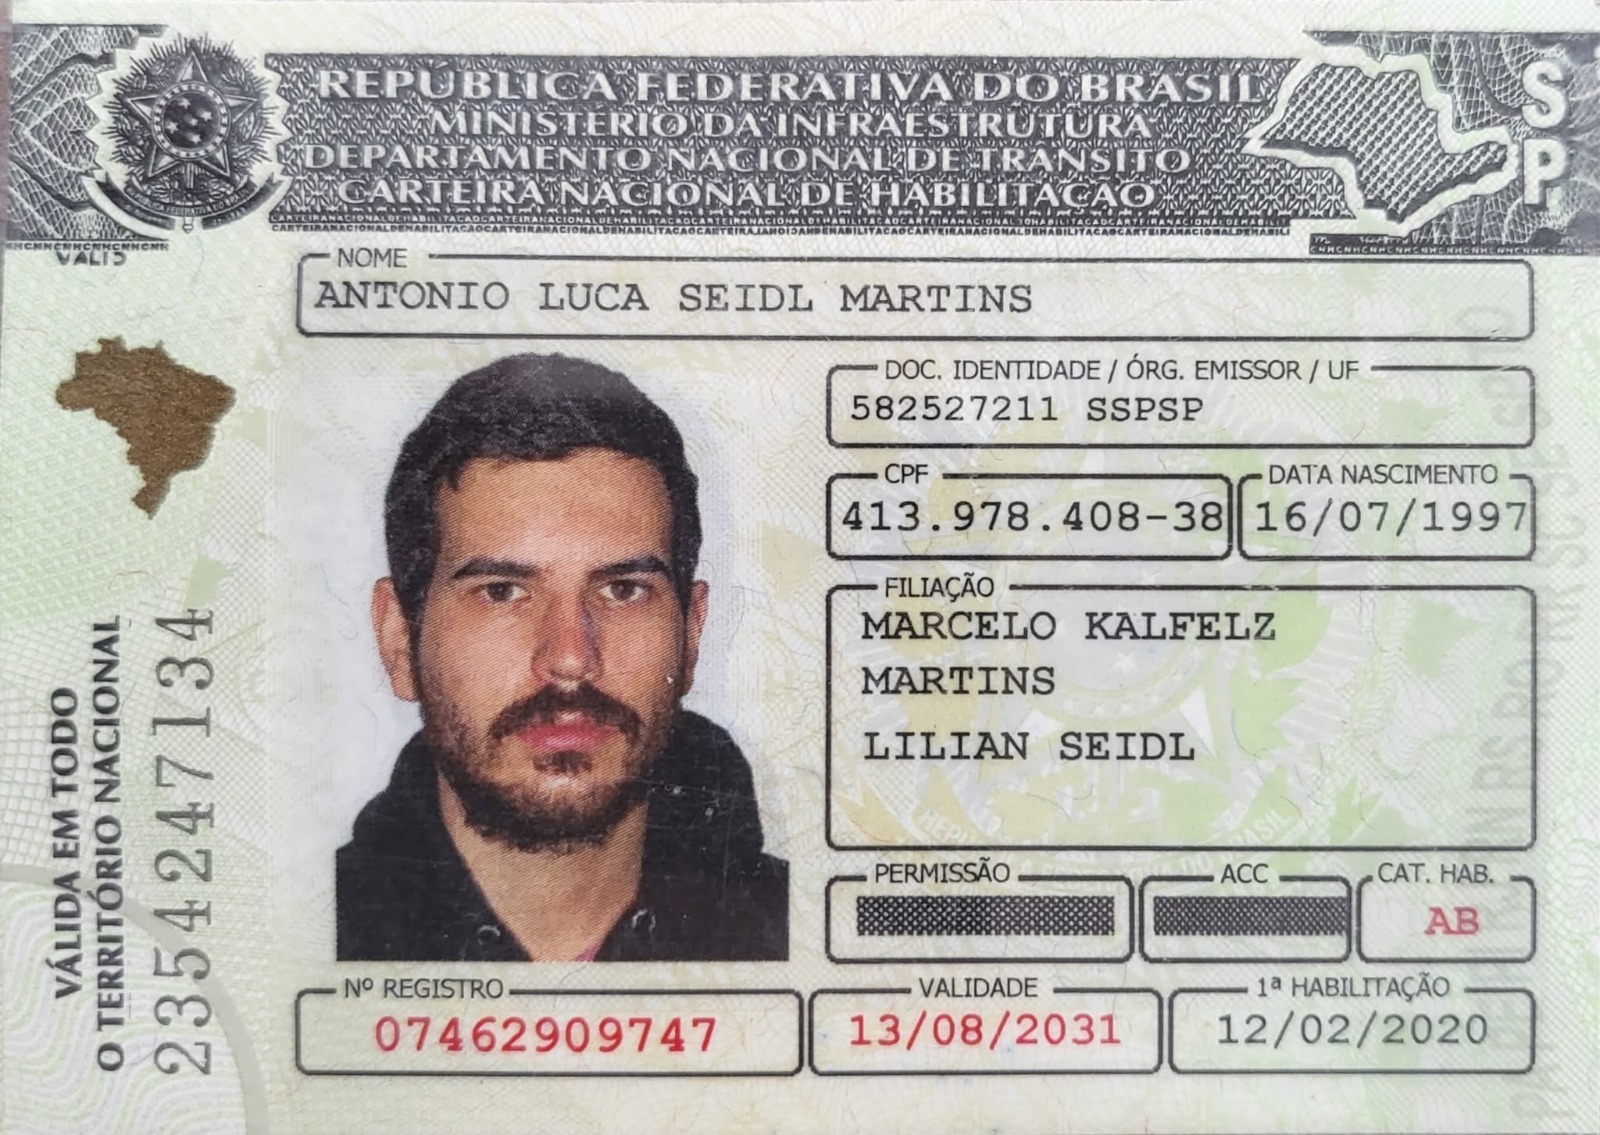 REPÚBLICA FEDERATIVA DO BRASIL
MINISTÉRIO DA INFRAESTRUTURA
DEPARTAMENTO NACIONAL DE TRÂNSITO
CARTEIRA NACIONAL DE HABILITAÇÃO
SP
NOME
ANTONIO LUCA SEIDL MARTINS
DOC. IDENTIDADE / ÓRG. EMISSOR / UF
582527211 SSPSP
CPF
413.978.408-38
DATA NASCIMENTO
16/07/1997
FILIAÇÃO
MARCELO KALFELZ
MARTINS
LILIAN SEIDL
PERMISSÃO
ACC
CAT. HAB.
AB
Nº REGISTRO
07462909747
VALIDADE
13/08/2031
1ª HABILITAÇÃO
12/02/2020
VÁLIDA EM TODO
O TERRITÓRIO NACIONAL
2354247134